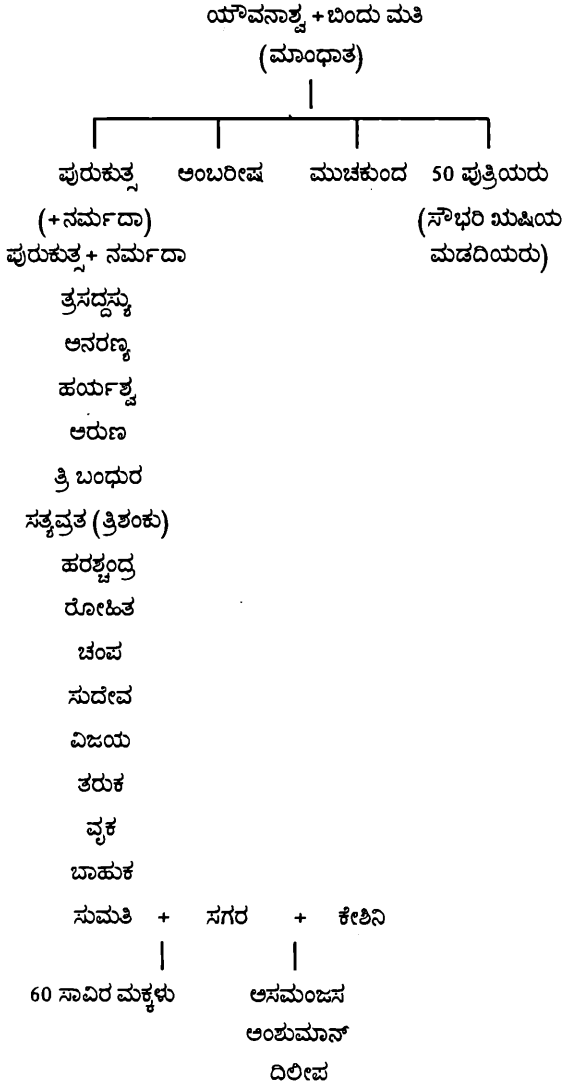 ಯೌವನಾಶ್ವ + ಬಿಂದು ಮತಿ
(ಮಾಂಧಾತ)
ಪುರುಕುತ್ಸ ಅಂಬರೀಷ ಮುಚಕುಂದ 50 ಪುತ್ರಿಯರು
(+ನರ್ಮದಾ) (ಸೌಭರಿ ಋಷಿಯ
ಪುರುಕುತ್ಸ+ ನರ್ಮದಾ ಮಡದಿಯರು)
ತ್ರಸದ್ದಸ್ಯು
ಅನರಣ್ಯ
ಹರ್ಯಶ್ವ
ಅರುಣ
ತ್ರಿ ಬಂಧುರ
ಸತ್ಯವ್ರತ (ತ್ರಿಶಂಕು)
ಹರಶ್ಚಂದ್ರ
ರೋಹಿತ
ಚಂಪ
ಸುದೇವ
ವಿಜಯ
ತರುಕ
ವೃಕ
ಬಾಹುಕ
ಸುಮತಿ + ಸಗರ + ಕೇಶಿನಿ
60 ಸಾವಿರ ಮಕ್ಕಳು ಅಸಮಂಜಸ
ಅಂಶುಮಾನ್
ದಿಲೀಪ